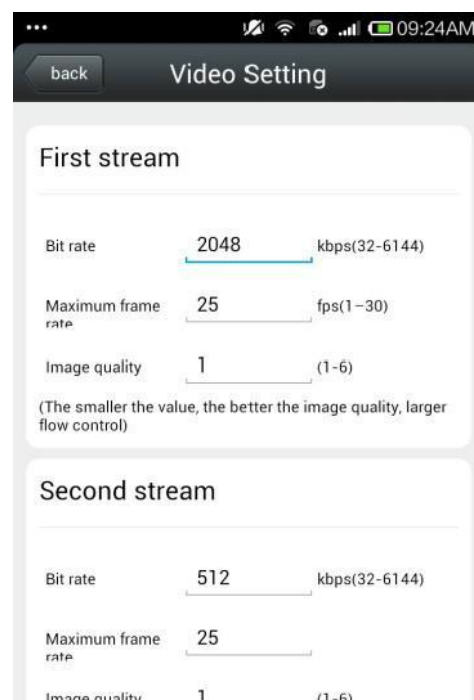 09:24AM
back Video Setting
First stream
Bit rate 2048 kbps(32-6144)
Maximum frame rate 25 fps(1-30)
Image quality 1 (1-6)
(The smaller the value, the better the image quality, larger
flow control)
Second stream
Bit rate 512 kbps(32-6144)
Maximum frame rate 25
Image quality 1 (1-6)